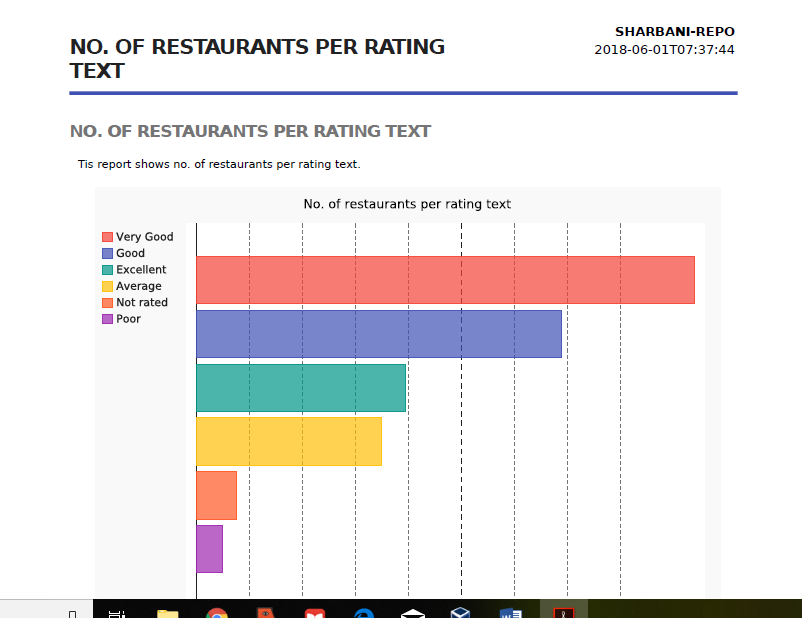 NO. OF RESTAURANTS PER RATING
TEXT
SHARBANI-REPO
2018-06-01T07:37:44
NO. OF RESTAURANTS PER RATING TEXT
Tis report shows no. of restaurants per rating text.
No. of restaurants per rating text
Very Good
Good
Excellent
Average
Not rated
Poor